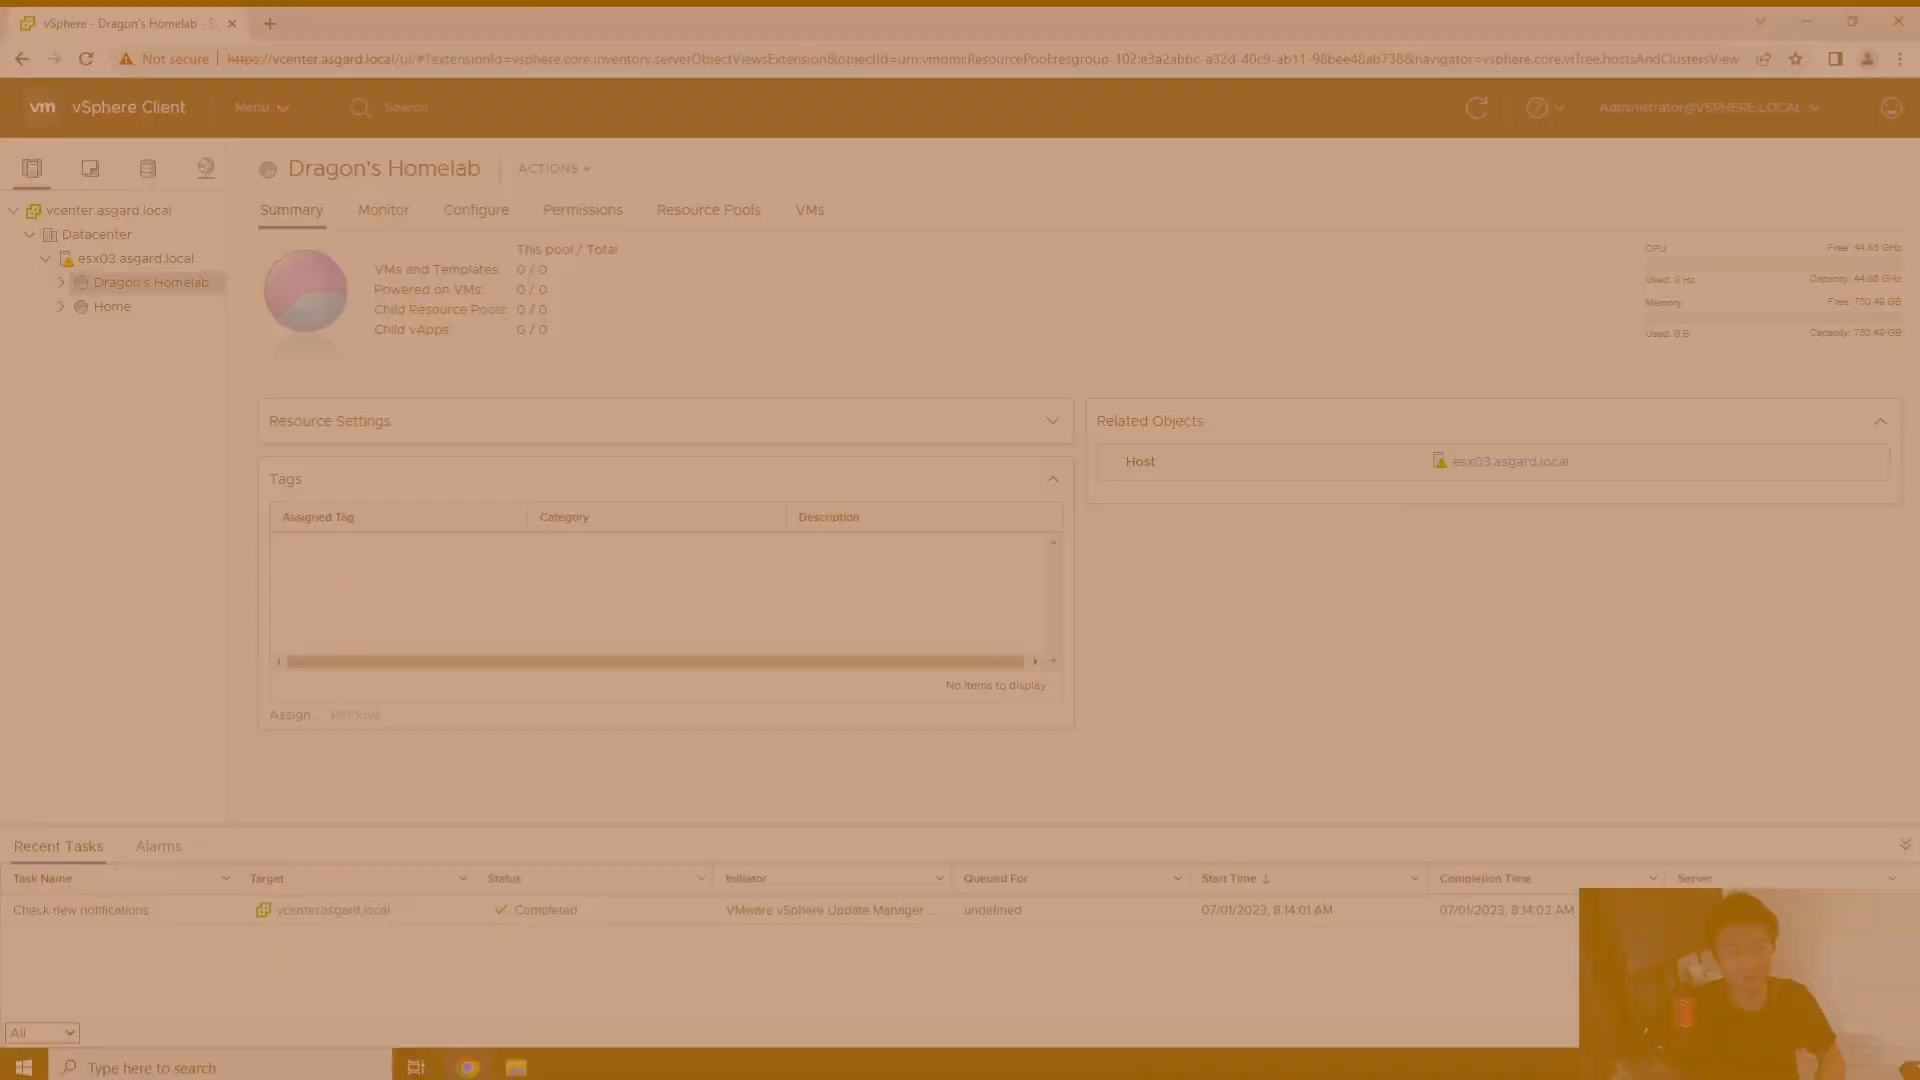 vSphere - Dragon's Homelab - S
Not secure
https://vcenter.asgard.local/ui/#?extensionId=vsphere.core.inventory.serverObjectViewsExtension&objectId=urn:vmomi:ResourcePool:resgroup-102:e3a2abbc-a32d-40c9-ab11-98bee48ab738&navigator=vsphere.core.viTree.hostsAndClustersView
vm vSphere Client Menu Search Administrator@VSPHERE.LOCAL
Dragon's Homelab ACTIONS
Summary Monitor Configure Permissions Resource Pools VMs
vcenter.asgard.local
Datacenter
esx03.asgard.local
Dragon's Homelab
Home
This pool / Total
VMs and Templates: 0 / 0
Powered on VMs: 0 / 0
Child Resource Pools: 0 / 0
Child vApps: 0 / 0
CPU Free: 44.86 GHz
Used: 0 Hz Capacity: 44.86 GHz
Memory Free: 750.49 GB
Used: 0 B Capacity: 750.49 GB
Resource Settings
Tags
Assigned Tag Category Description
No items to display
Assign... Remove
Related Objects
Host esx03.asgard.local
Recent Tasks Alarms
Task Name Target Status Initiator Queued For Start Time Completion Time Server
Check new notifications vcenter.asgard.local Completed VMware vSphere Update Manager ... undefined 07/01/2023, 8:14:01 AM 07/01/2023, 8:14:02 AM
All
Type here to search